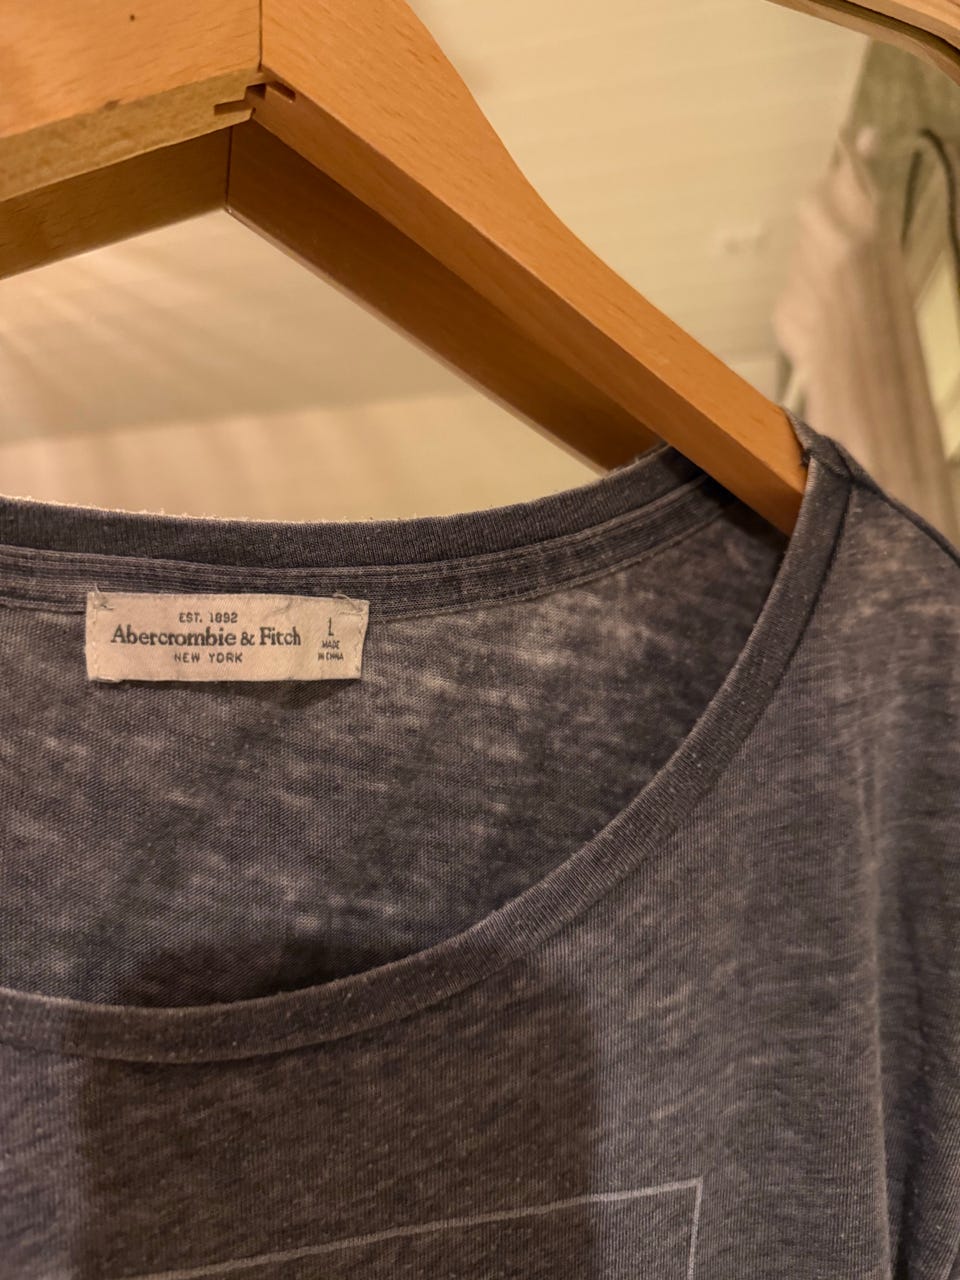 EST. 1892
Abercrombie & Fitch
NEW YORK
L
MADE
IN CHINA